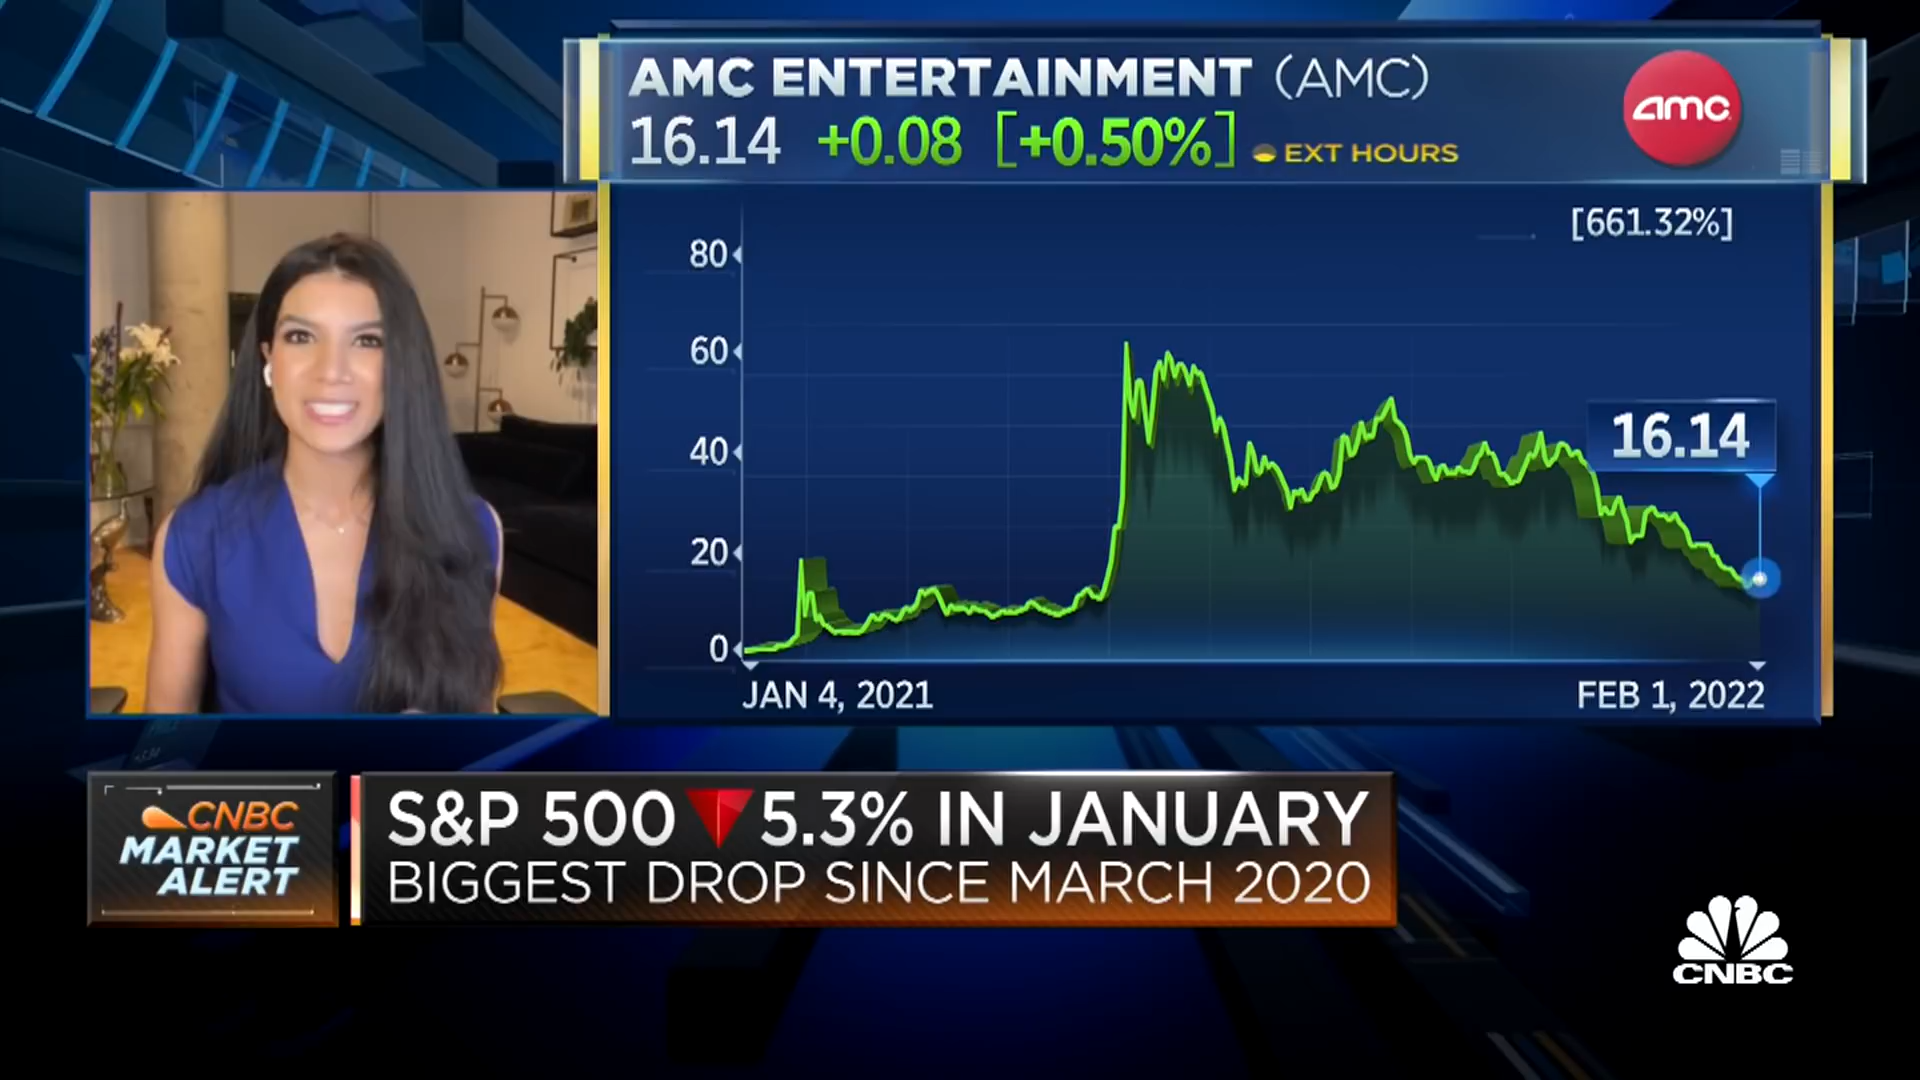 AMC ENTERTAINMENT (AMC)
16.14 +0.08 [+0.50%] EXT HOURS
amc
[661.32%]
80
60
40
20
0
16.14
JAN 4, 2021
FEB 1, 2022
CNBC
MARKET
ALERT
S&P 500 ▼ 5.3% IN JANUARY
BIGGEST DROP SINCE MARCH 2020
CNBC